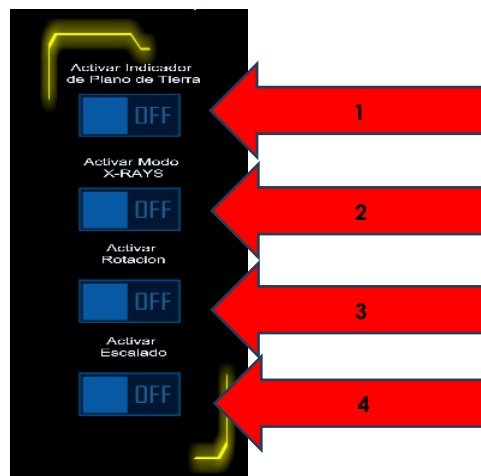 Activar Indicador
de Plano de Tierra
OFF
1
Activar Modo
X-RAYS
OFF
2
Activar
Rotacion
OFF
3
Activar
Escalado
OFF
4